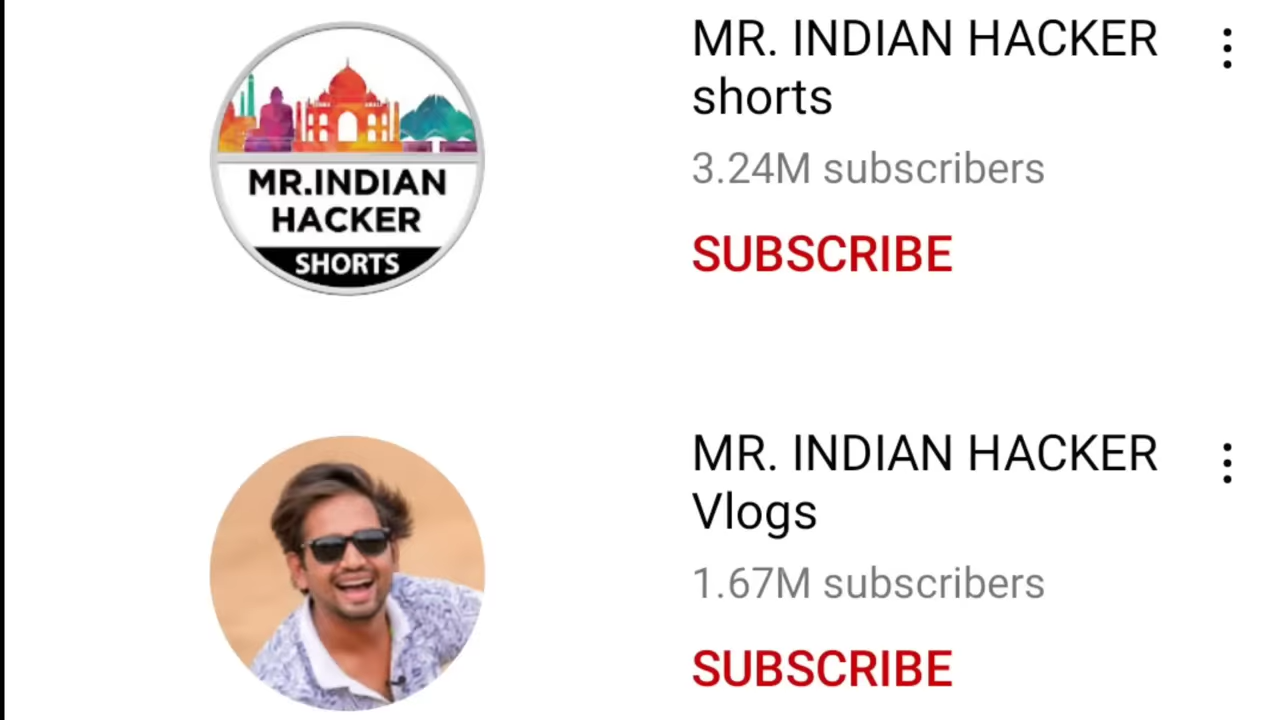 MR. INDIAN HACKER
shorts
3.24M subscribers
SUBSCRIBE
MR.INDIAN
HACKER
SHORTS
MR. INDIAN HACKER
Vlogs
1.67M subscribers
SUBSCRIBE